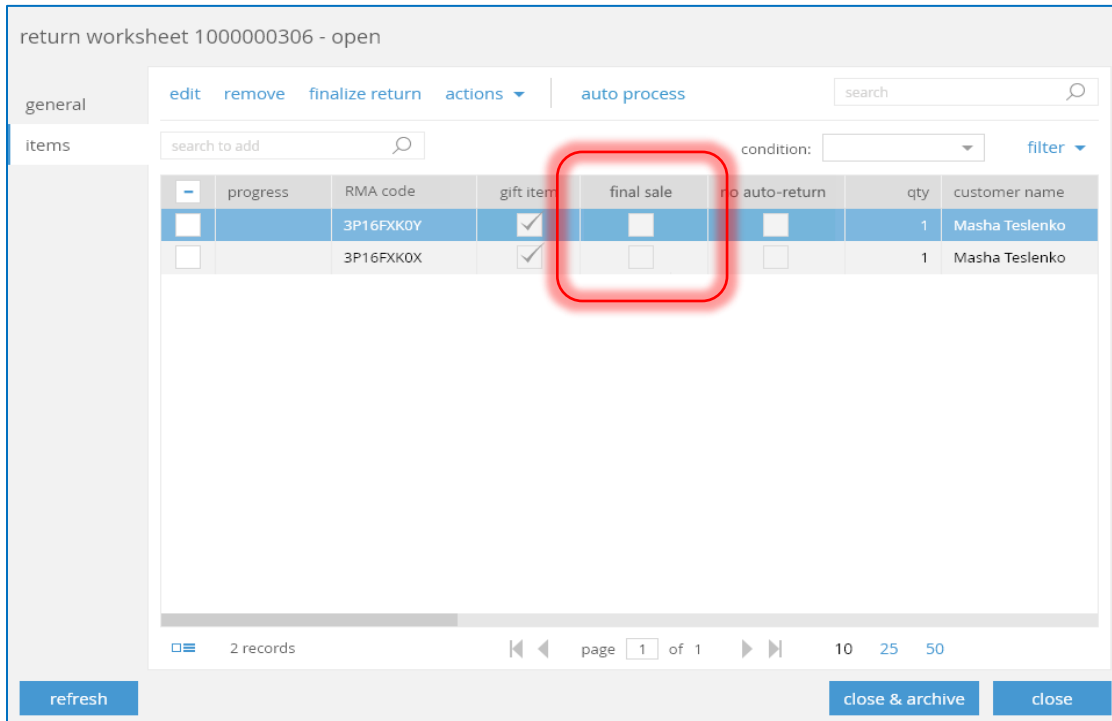 return worksheet 1000000306 - open
general
items
edit remove finalize return actions auto process search
search to add condition: filter
progress RMA code gift item final sale no auto-return qty customer name
3P16FXK0Y 1 Masha Teslenko
3P16FXK0X 1 Masha Teslenko
2 records page 1 of 1 10 25 50
refresh close & archive close